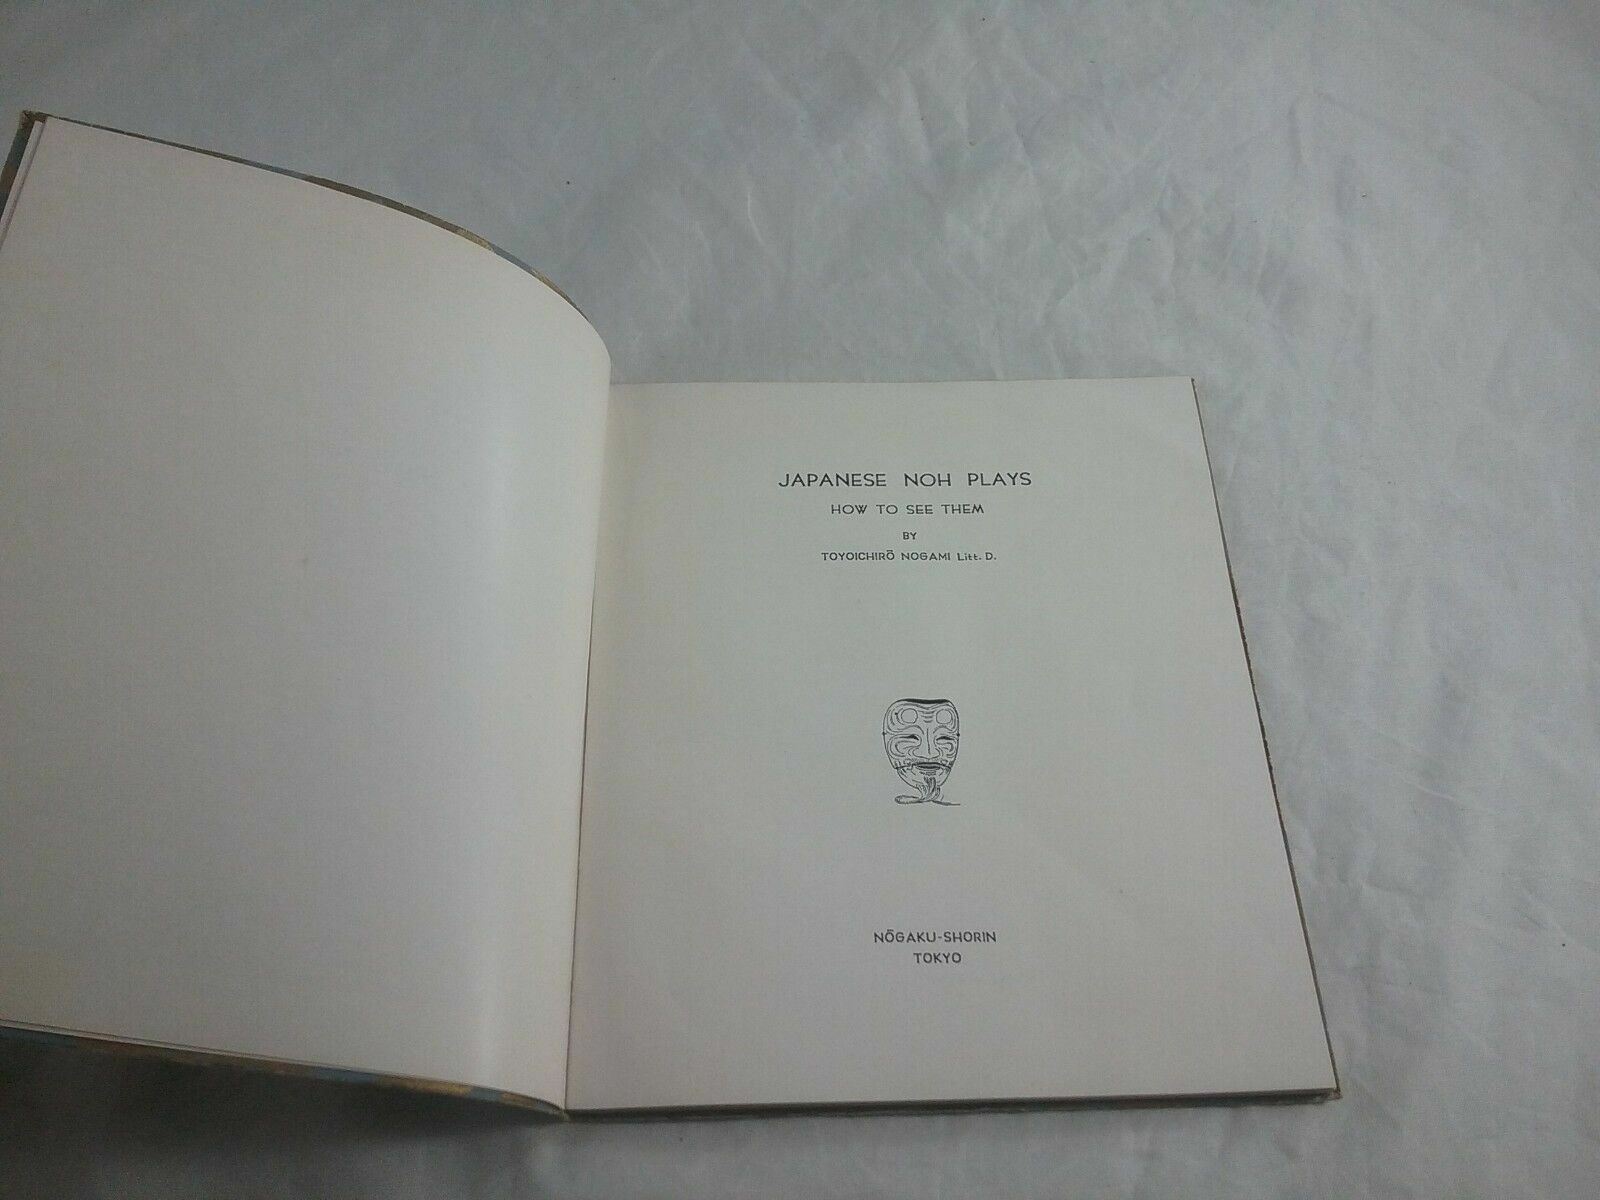 JAPANESE NOH PLAYS
HOW TO SEE THEM
BY
TOYOICHIRŌ NOGAMI Litt. D.
NŌGAKU-SHORIN
TOKYO